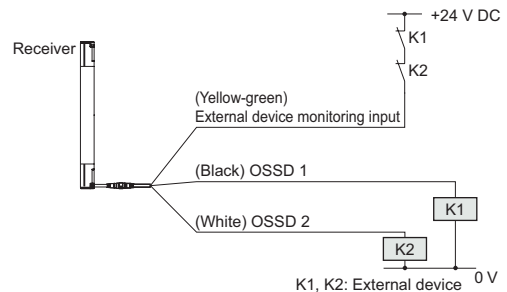 +24 V DC
Receiver
K1
K2
(Yellow-green)
External device monitoring input
(Black) OSSD 1
K1
(White) OSSD 2
K2
0 V
K1, K2: External device